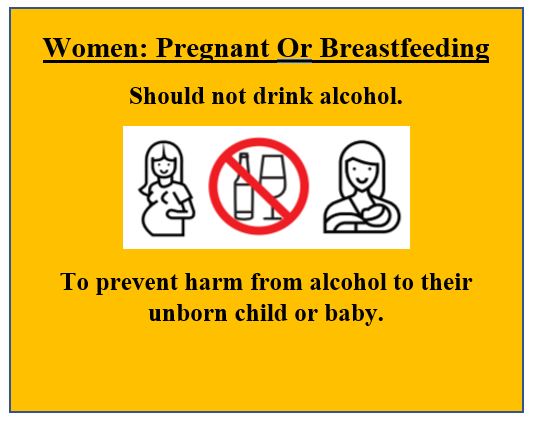 Women: Pregnant Or Breastfeeding
Should not drink alcohol.
To prevent harm from alcohol to their
unborn child or baby.